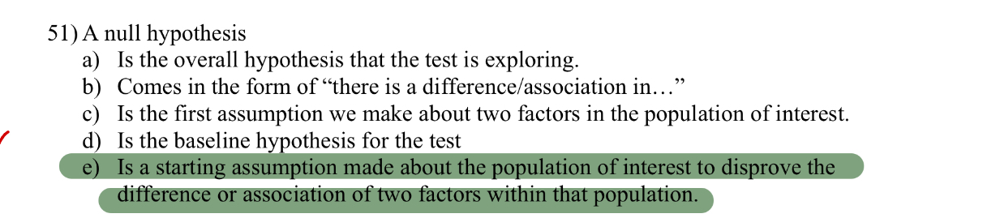 51) A null hypothesis
a) Is the overall hypothesis that the test is exploring.
b) Comes in the form of “there is a difference/association in…”
c) Is the first assumption we make about two factors in the population of interest.
d) Is the baseline hypothesis for the test
e) Is a starting assumption made about the population of interest to disprove the
difference or association of two factors within that population.